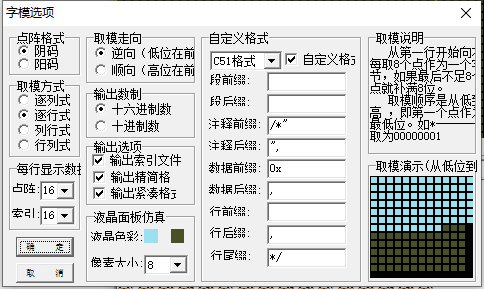 字模选项
点阵格式
阴码
阳码
取模方式
逐列式
逐行式
列行式
行列式
每行显示数据
点阵: 16
索引: 16
确 定
取 消
取模走向
逆向(低位在前
顺向(高位在前
输出数制
十六进制数
十进制数
输出选项
输出索引文件
输出精简格
输出紧凑格式
液晶面板仿真
液晶色彩:
像素大小: 8
自定义格式
C51格式
自定义格式
段前缀:
段后缀:
注释前缀: /*"
注释后缀: ",
数据前缀: 0x
数据后缀: ,
行前缀:
行后缀: ,
行尾缀: */
取模说明
从第一行开始向
每取8个点作为一个字
节,如果最后不足8个
点就补满8位。
取模顺序是从低到
高,即第一个点作为
最低位。如*
取为00000001
取模演示(从低位到